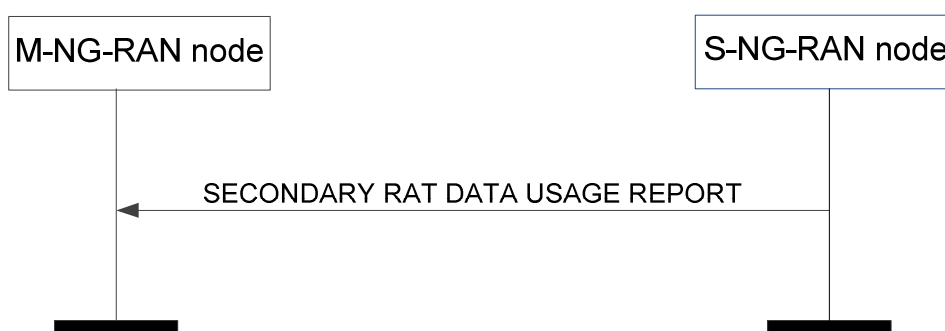 M-NG-RAN node
S-NG-RAN node
SECONDARY RAT DATA USAGE REPORT